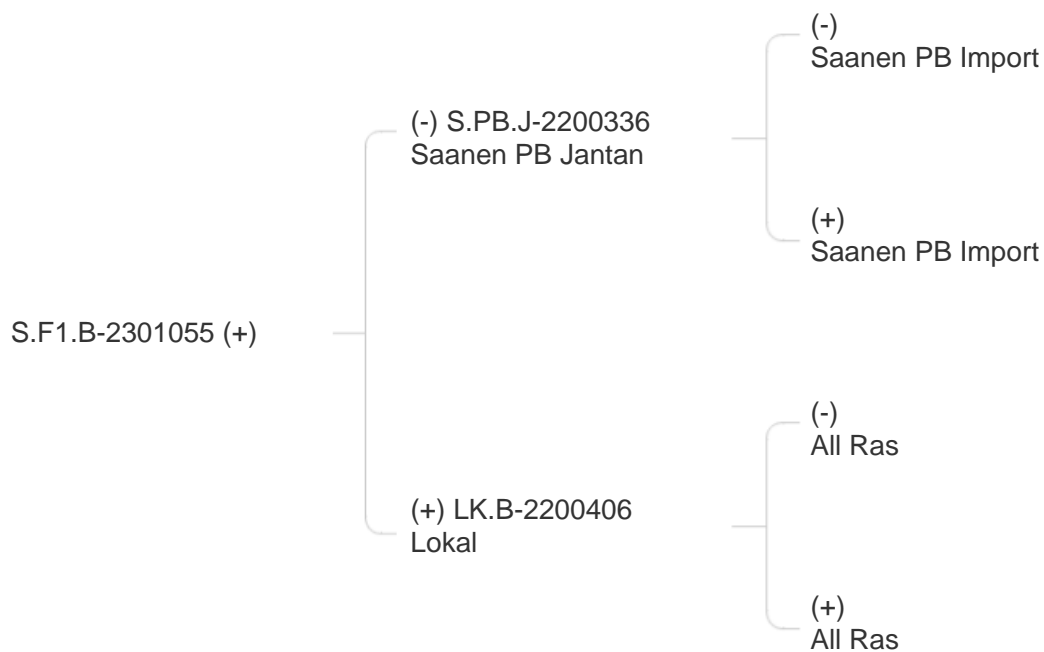 (-)
Saanen PB Import
(-) S.PB.J-2200336
Saanen PB Jantan
(+)
Saanen PB Import
S.F1.B-2301055 (+)
(-)
All Ras
(+) LK.B-2200406
Lokal
(+)
All Ras